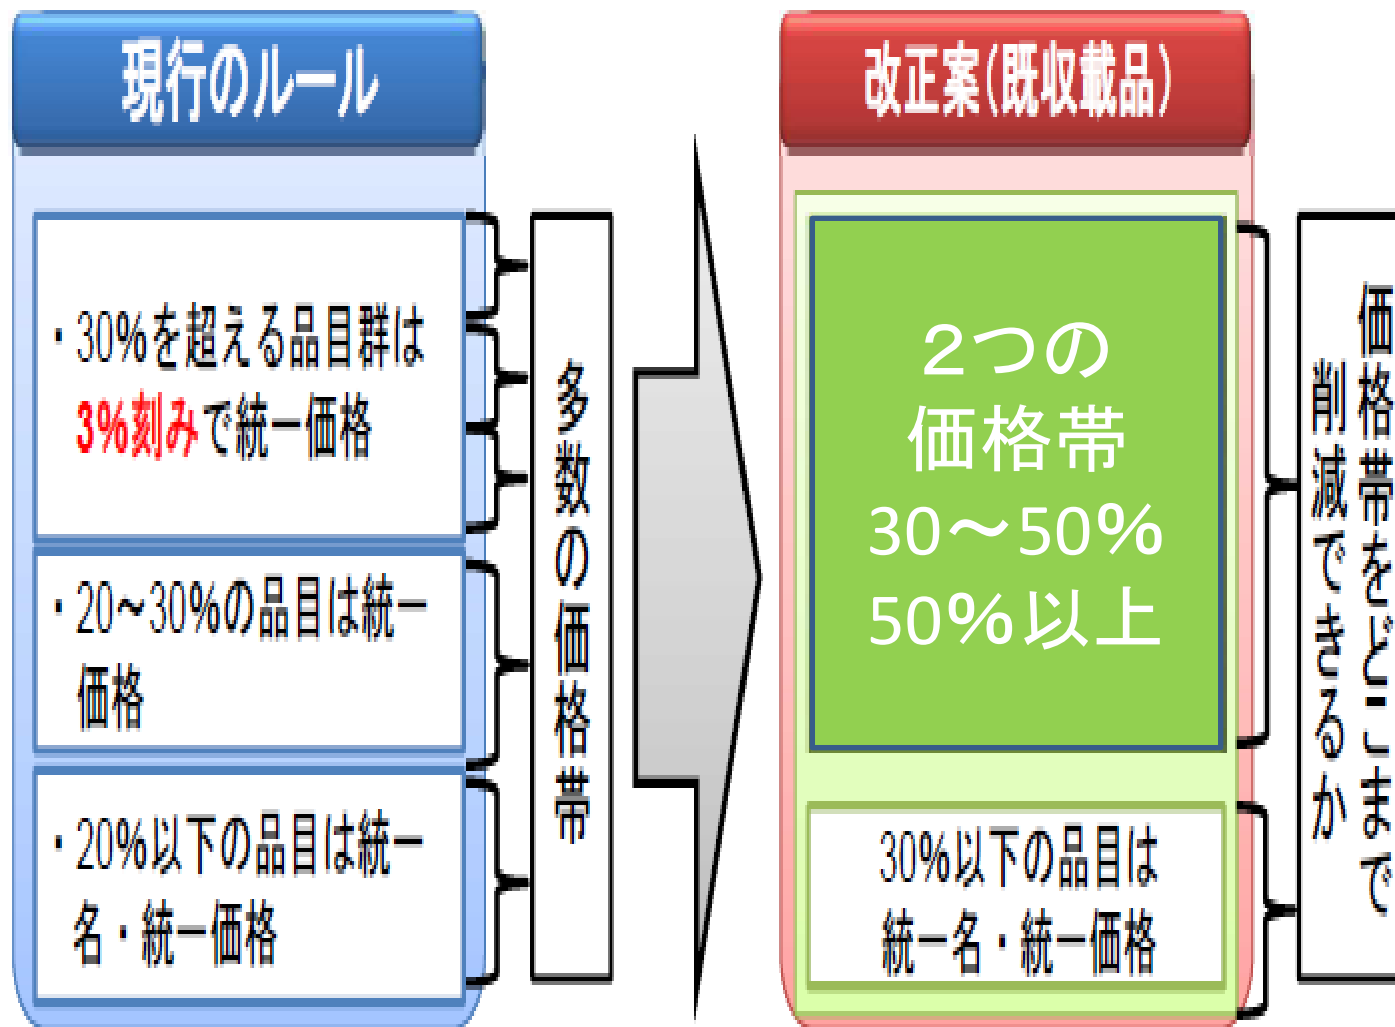 現行のルール
・30%を超える品目群は
3%刻みで統一価格
・20～30%の品目は統一
価格
・20%以下の品目は統一
名・統一価格
多数の価格帯
改正案(既収載品)
２つの
価格帯
30～50%
50%以上
30%以下の品目は
統一名・統一価格
価格帯をどこまで
削減できるか